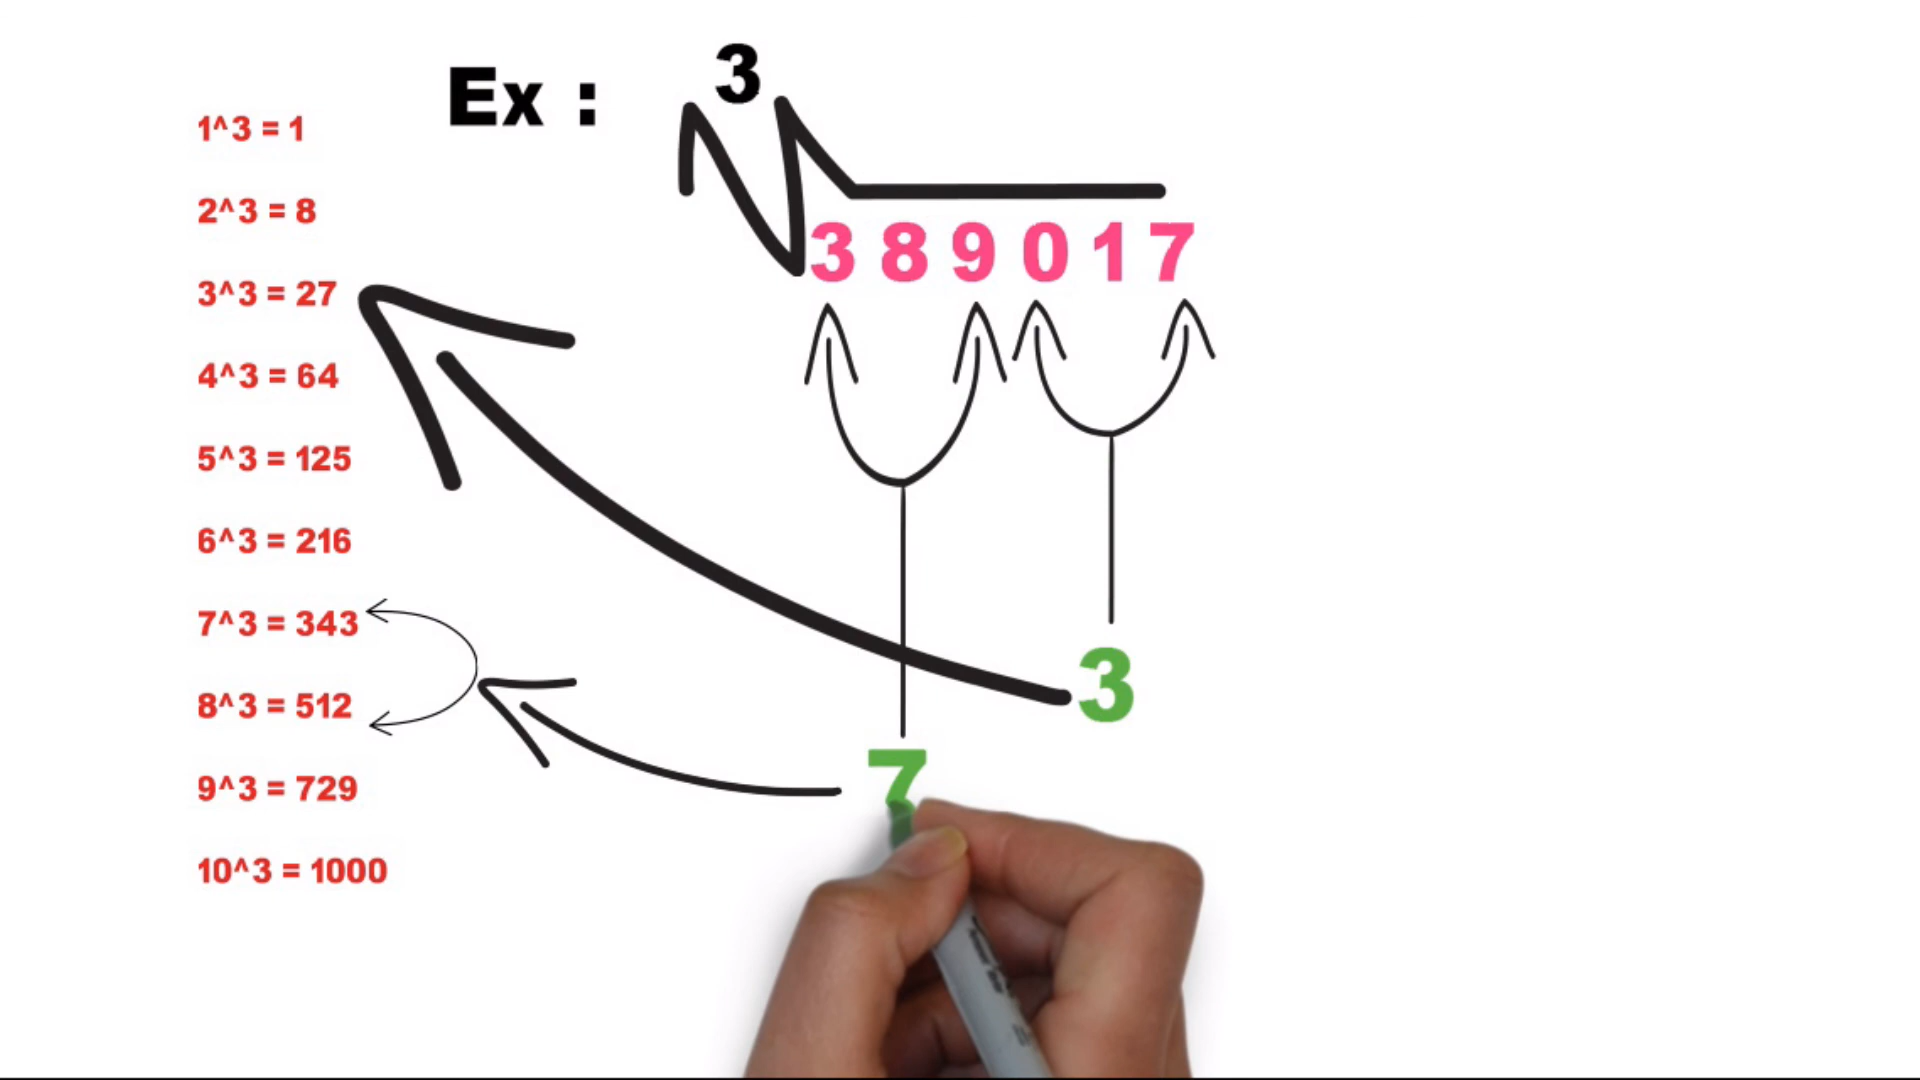 1^3 = 1
2^3 = 8
3^3 = 27
4^3 = 64
5^3 = 125
6^3 = 216
7^3 = 343
8^3 = 512
9^3 = 729
10^3 = 1000
Ex :
3
389017
3
7